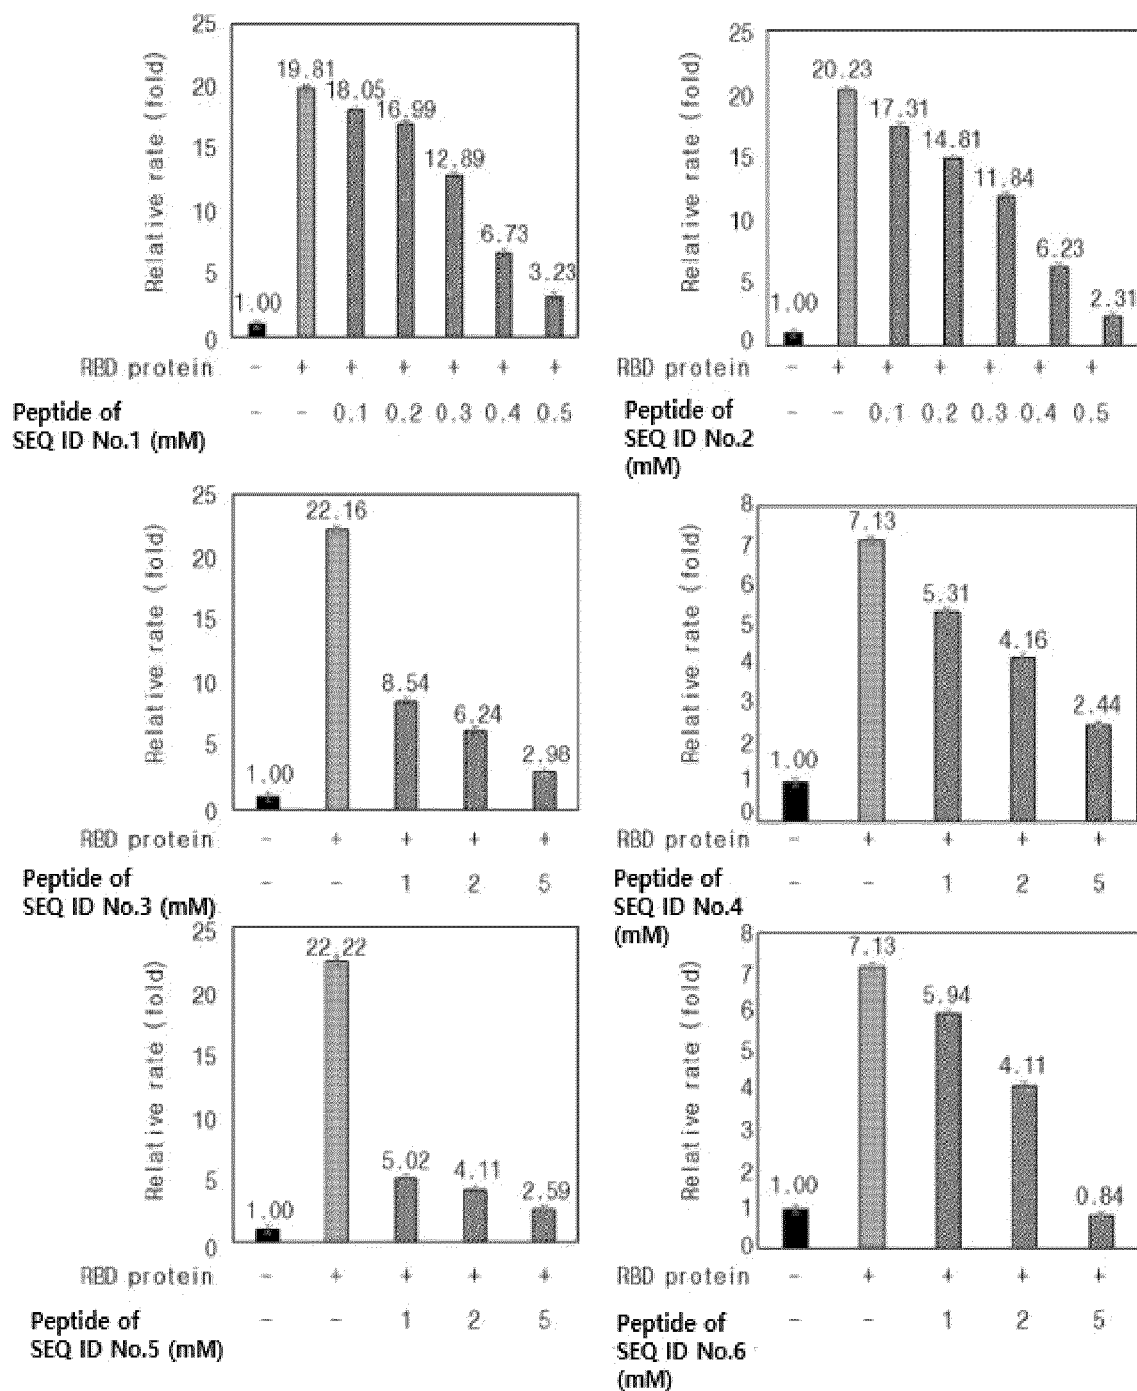 Relative rate (fold)
25
20
15
10
5
0
1.00
19.81
18.05
16.99
12.89
6.73
3.23
RBD protein - + + + + + +
Peptide of
SEQ ID No.1 (mM)
- - 0.1 0.2 0.3 0.4 0.5
Relative rate (fold)
25
20
15
10
5
0
1.00
20.23
17.31
14.81
11.84
6.23
2.31
RBD protein - + + + + + +
Peptide of
SEQ ID No.2
(mM)
- - 0.1 0.2 0.3 0.4 0.5
Relative rate (fold)
25
20
15
10
5
0
1.00
22.16
8.54
6.24
2.98
RBD protein - + + + +
Peptide of
SEQ ID No.3 (mM)
- - 1 2 5
Relative rate (fold)
8
7
6
5
4
3
2
1
0
1.00
7.13
5.31
4.16
2.44
RBD protein - + + + +
Peptide of
SEQ ID No.4
(mM)
- - 1 2 5
Relative rate (fold)
25
20
15
10
5
0
1.00
22.22
5.02
4.11
2.59
RBD protein - + + + +
Peptide of
SEQ ID No.5 (mM)
- - 1 2 5
Relative rate (fold)
8
7
6
5
4
3
2
1
0
1.00
7.13
5.94
4.11
0.84
RBD protein - + + + +
Peptide of
SEQ ID No.6
(mM)
- - 1 2 5